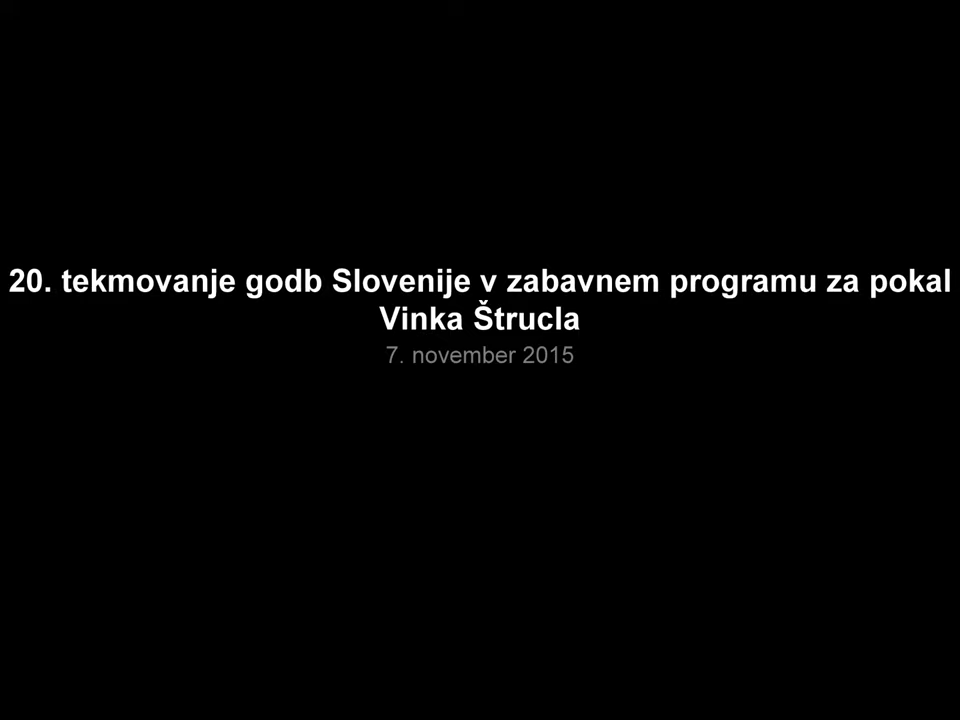 20. tekmovanje godb Slovenije v zabavnem programu za pokal
Vinka Štrucla
7. november 2015